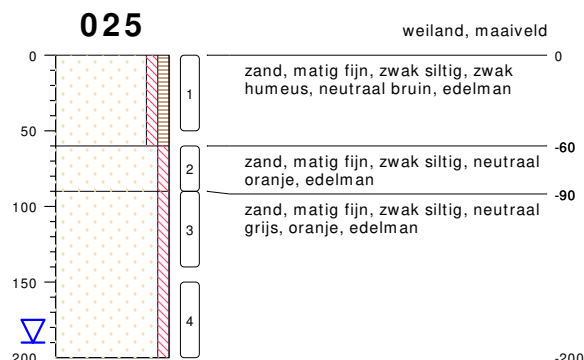 025
weiland, maaiveld
0
0
zand, matig fijn, zwak siltig, zwak
humeus, neutraal bruin, edelman
1
50
-60
zand, matig fijn, zwak siltig, neutraal
oranje, edelman
2
-90
100
zand, matig fijn, zwak siltig, neutraal
grijs, oranje, edelman
3
150
4
200
-200